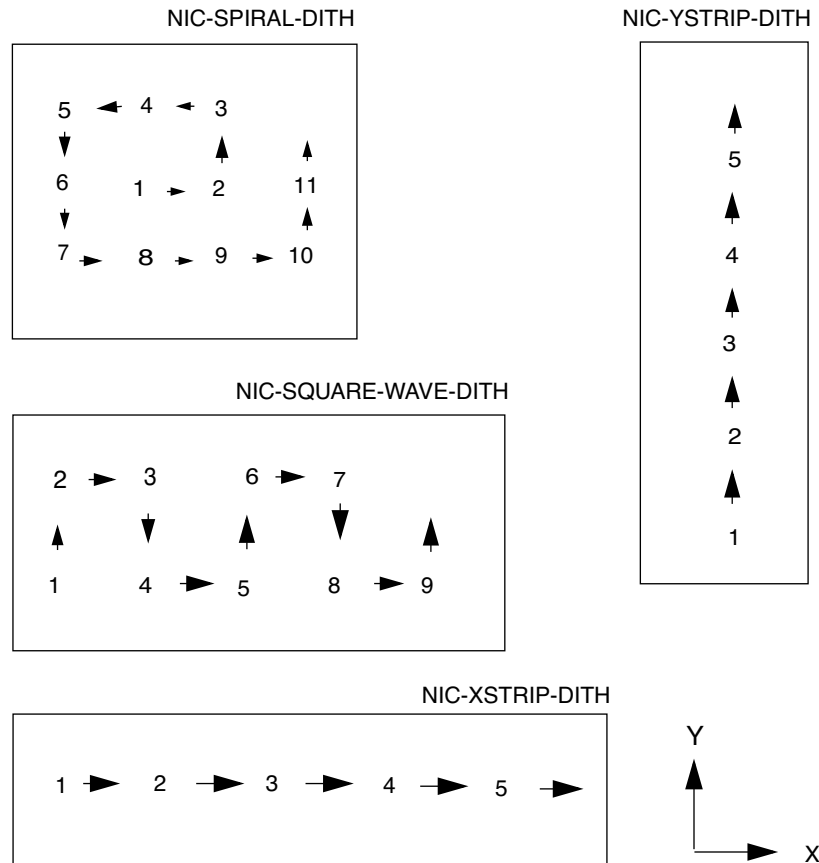 NIC-SPIRAL-DITH
5 4 3
6 1 2 11
7 8 9 10
NIC-YSTRIP-DITH
5
4
3
2
1
NIC-SQUARE-WAVE-DITH
2 3 6 7
1 4 5 8 9
NIC-XSTRIP-DITH
1 2 3 4 5
Y
X